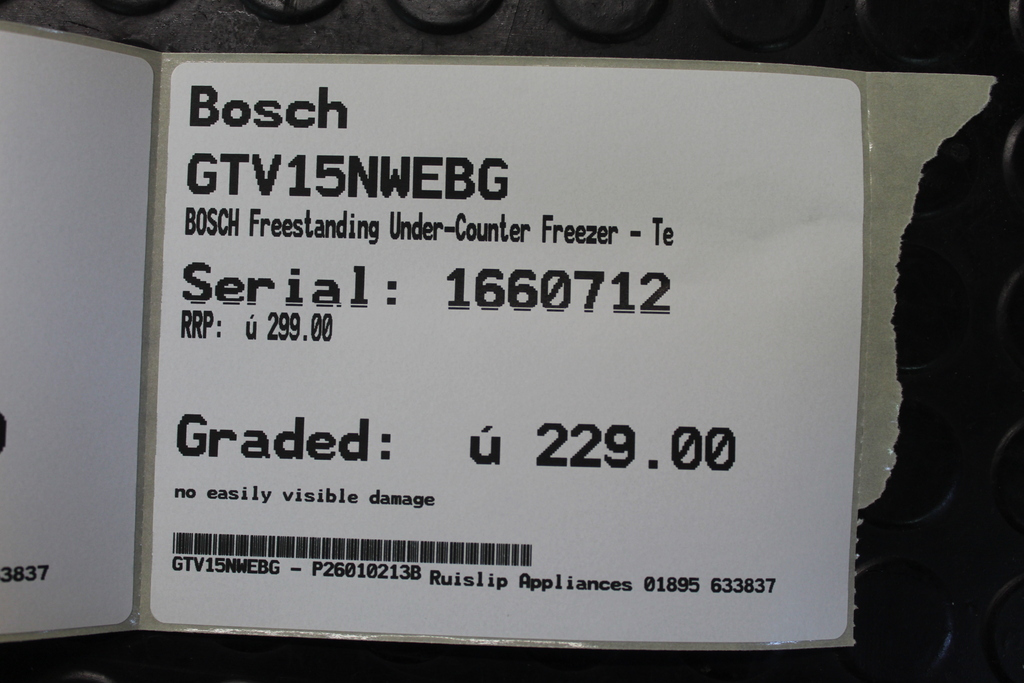 Bosch
GTV15NWEBG
BOSCH Freestanding Under-Counter Freezer - Te
Serial: 1660712
RRP: ú 299.00
Graded: ú 229.00
no easily visible damage
GTV15NWEBG - P26010213B Ruislip Appliances 01895 633837
3837